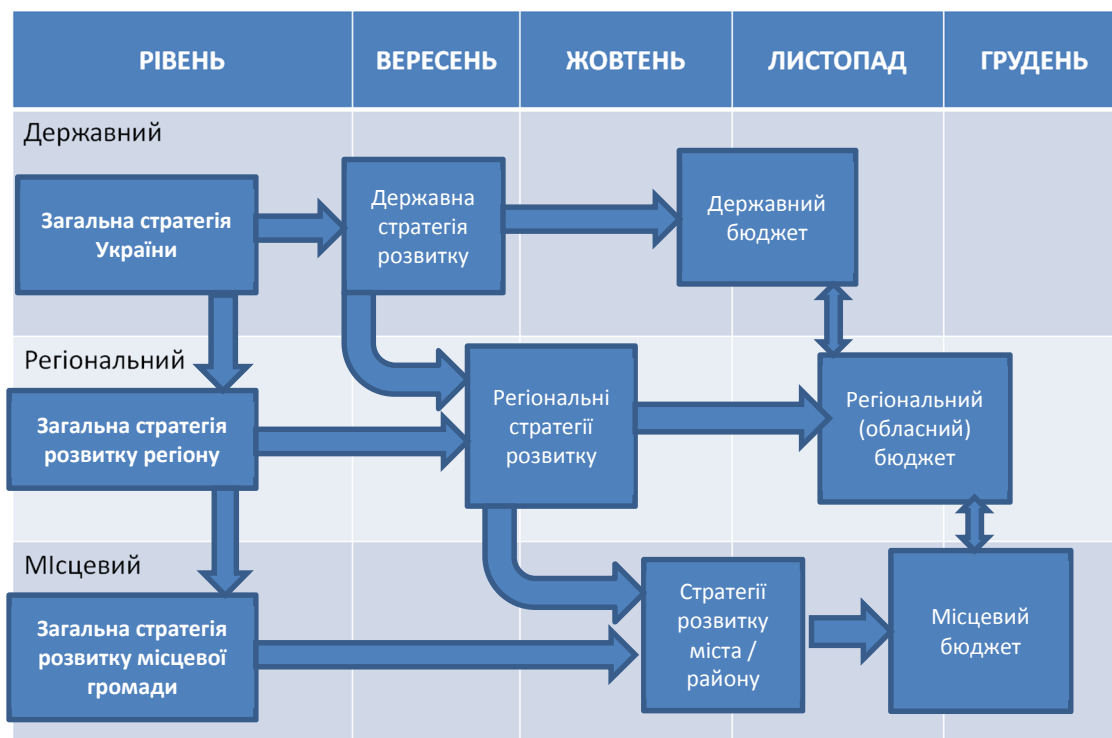 РІВЕНЬ
ВЕРЕСЕНЬ
ЖОВТЕНЬ
ЛИСТОПАД
ГРУДЕНЬ
Державний
Загальна стратегія
України
Державна
стратегія
розвитку
Державний
бюджет
Регіональний
Загальна стратегія
розвитку регіону
Регіональні
стратегії
розвитку
Регіональний
(обласний)
бюджет
МІсцевий
Загальна стратегія
розвитку місцевої
громади
Стратегії
розвитку
міста /
району
Місцевий
бюджет